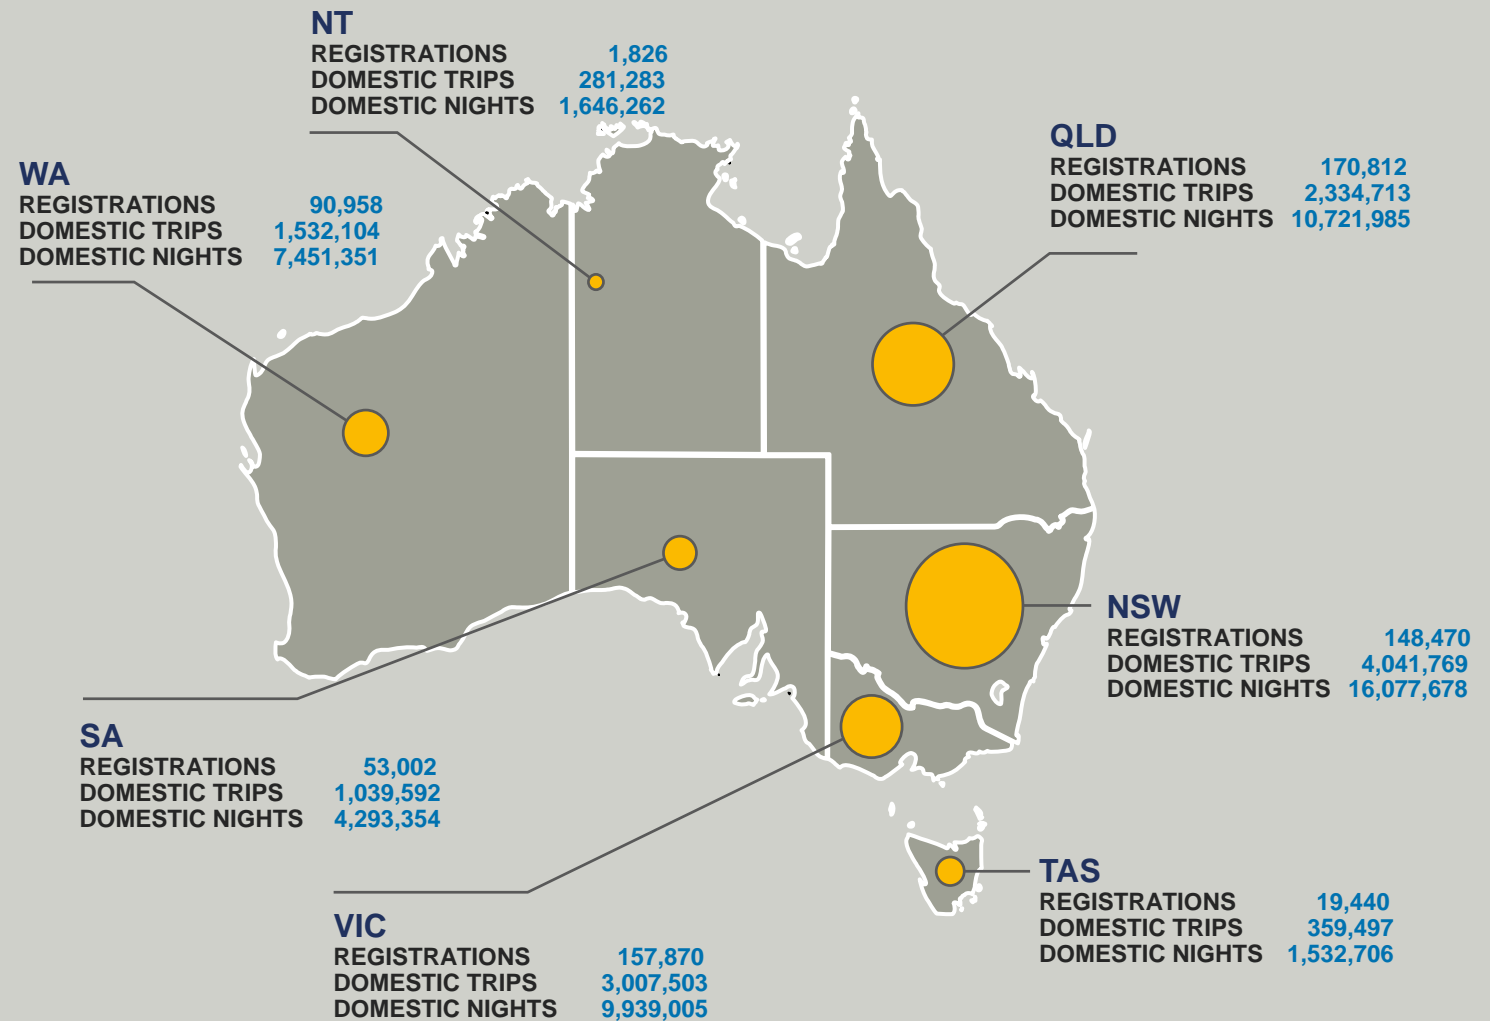 NT
REGISTRATIONS 1,826
DOMESTIC TRIPS 281,283
DOMESTIC NIGHTS 1,646,262
QLD
REGISTRATIONS 170,812
DOMESTIC TRIPS 2,334,713
DOMESTIC NIGHTS 10,721,985
WA
REGISTRATIONS 90,958
DOMESTIC TRIPS 1,532,104
DOMESTIC NIGHTS 7,451,351
NSW
REGISTRATIONS 148,470
DOMESTIC TRIPS 4,041,769
DOMESTIC NIGHTS 16,077,678
SA
REGISTRATIONS 53,002
DOMESTIC TRIPS 1,039,592
DOMESTIC NIGHTS 4,293,354
TAS
REGISTRATIONS 19,440
DOMESTIC TRIPS 359,497
DOMESTIC NIGHTS 1,532,706
VIC
REGISTRATIONS 157,870
DOMESTIC TRIPS 3,007,503
DOMESTIC NIGHTS 9,939,005